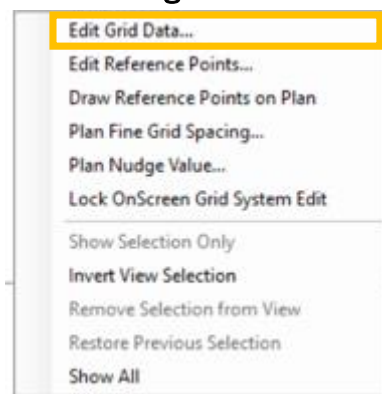 Edit Grid Data...
Edit Reference Points...
Draw Reference Points on Plan
Plan Fine Grid Spacing...
Plan Nudge Value...
Lock OnScreen Grid System Edit
Show Selection Only
Invert View Selection
Remove Selection from View
Restore Previous Selection
Show All